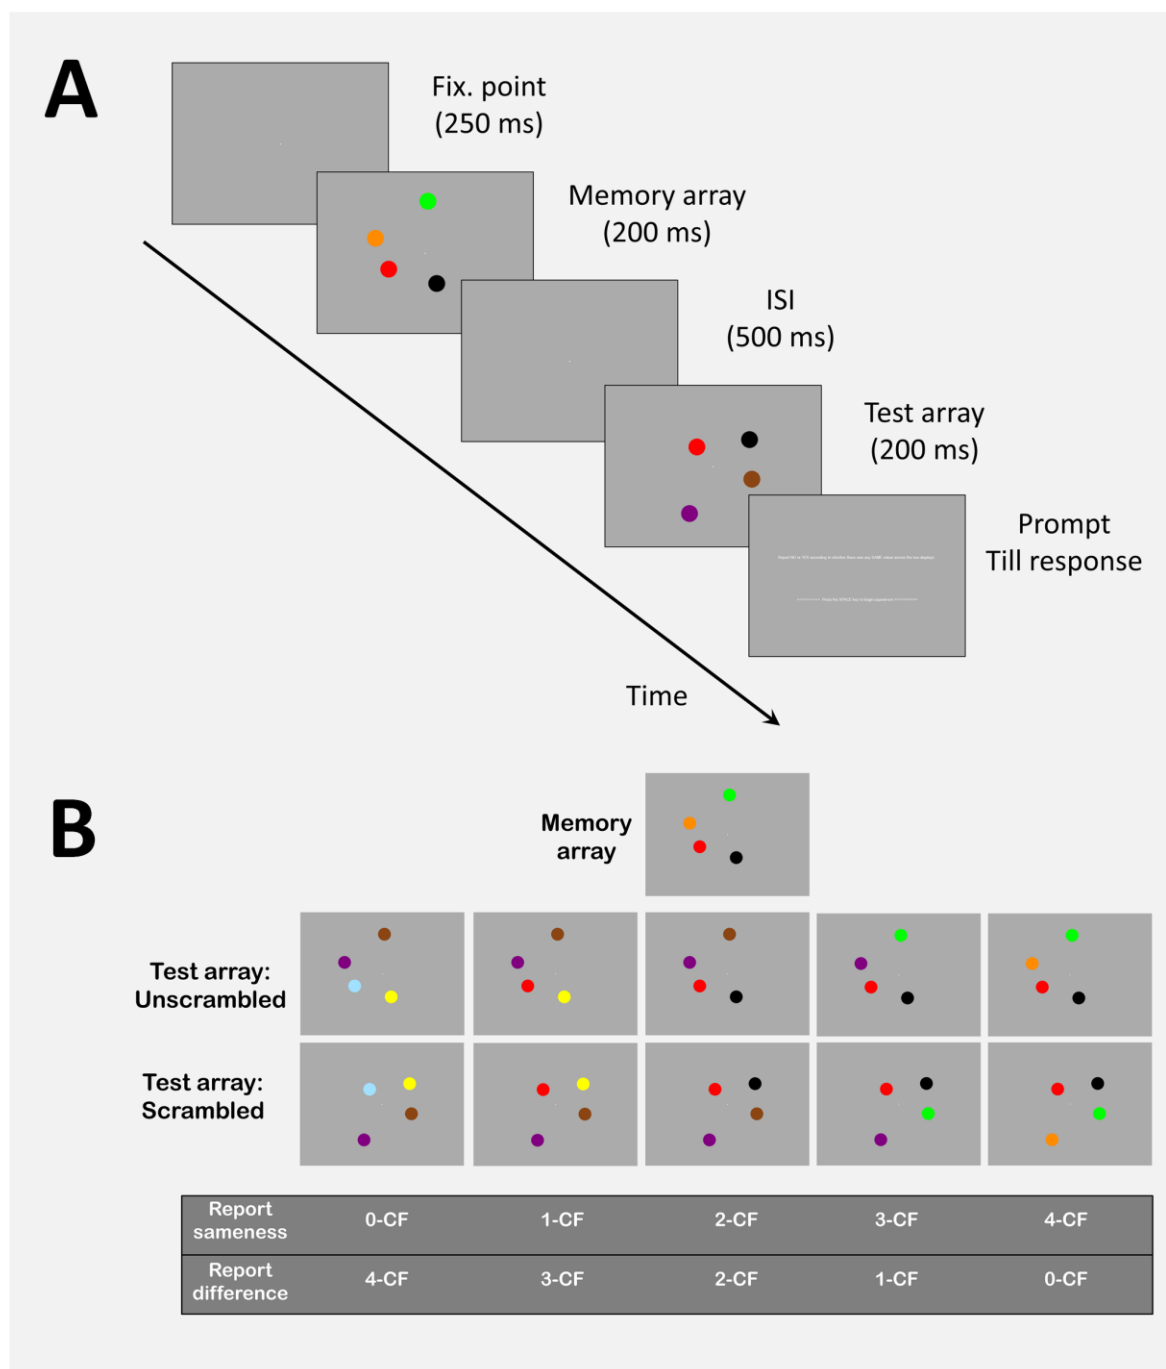 A
Fix. point
(250 ms)
Memory array
(200 ms)
ISI
(500 ms)
Test array
(200 ms)
Prompt
Till response
Time
B
Memory
array
Test array:
Unscrambled
Test array:
Scrambled
Report
sameness
0-CF
1-CF
2-CF
3-CF
4-CF
Report
difference
4-CF
3-CF
2-CF
1-CF
0-CF